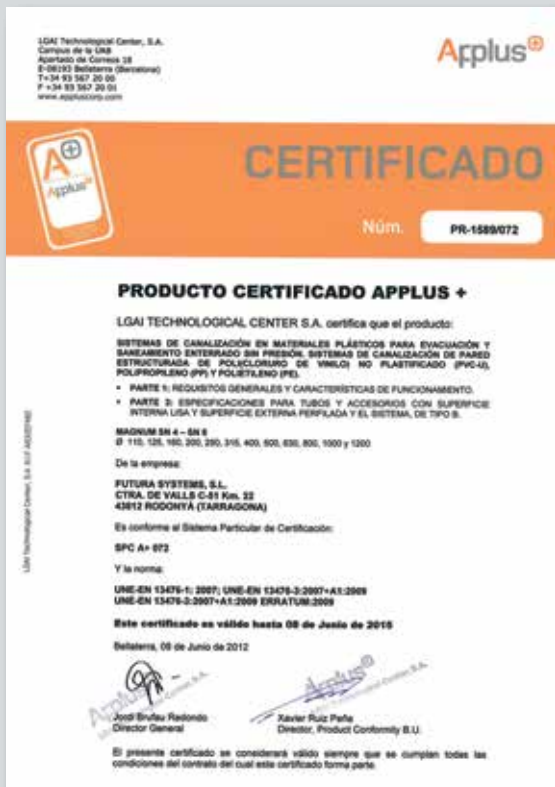 LGAI Technological Center, S.A.
Campus de la UAB
Apartado de Correos 18
E-08193 Bellaterra (Barcelona)
T +34 93 567 20 00
F +34 93 567 20 01
www.appluscorp.com
Applus+
A+
Applus+
CERTIFICADO
Núm. PR-1589/072
PRODUCTO CERTIFICADO APPLUS +
LGAI TECHNOLOGICAL CENTER S.A. certifica que el producto:
SISTEMAS DE CANALIZACIÓN EN MATERIALES PLÁSTICOS PARA EVACUACIÓN Y
SANEAMIENTO ENTERRADO SIN PRESIÓN. SISTEMAS DE CANALIZACIÓN DE PARED
ESTRUCTURADA DE POLI(CLORURO DE VINILO) NO PLASTIFICADO (PVC-U),
POLIPROPILENO (PP) Y POLIETILENO (PE).
• PARTE 1: REQUISITOS GENERALES Y CARACTERÍSTICAS DE FUNCIONAMIENTO.
• PARTE 3: ESPECIFICACIONES PARA TUBOS Y ACCESORIOS CON SUPERFICIE
INTERNA LISA Y SUPERFICIE EXTERNA PERFILADA Y EL SISTEMA, DE TIPO B.
MAGNUM SN 4 – SN 8
Ø 110, 125, 160, 200, 250, 315, 400, 500, 630, 800, 1000 y 1200
De la empresa:
FUTURA SYSTEMS, S.L.
CTRA. DE VALLS C-51 Km. 22
43812 RODONYÀ (TARRAGONA)
Es conforme al Sistema Particular de Certificación:
SPC A+ 072
Y la norma:
UNE-EN 13476-1: 2007; UNE-EN 13476-3:2007+A1:2009
UNE-EN 13476-3:2007+A1:2009 ERRATUM:2009
Este certificado es válido hasta 08 de Junio de 2015
Bellaterra, 08 de Junio de 2012
Jordi Brufau Redondo
Director General
Xavier Ruiz Peña
Director, Product Conformity B.U.
El presente certificado se considerará válido siempre que se cumplan todas las
condiciones del contrato del cual este certificado forma parte.